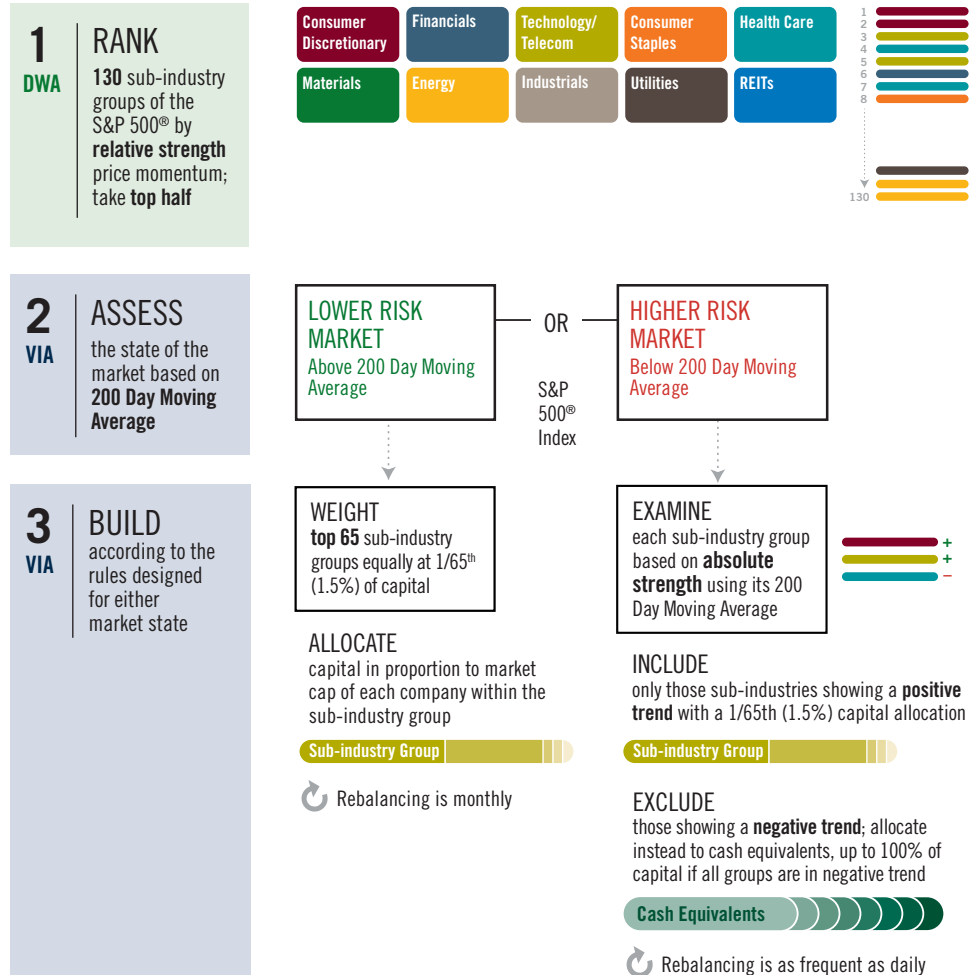 1
DWA
RANK
130 sub-industry
groups of the
S&P 500® by
relative strength
price momentum;
take top half
Consumer
Discretionary
Financials
Technology/
Telecom
Consumer
Staples
Health Care
Materials
Energy
Industrials
Utilities
REITs
1
2
3
4
5
6
7
8
130
2
VIA
ASSESS
the state of the
market based on
200 Day Moving
Average
LOWER RISK
MARKET
Above 200 Day Moving
Average
OR
S&P
500®
Index
HIGHER RISK
MARKET
Below 200 Day Moving
Average
3
VIA
BUILD
according to the
rules designed
for either
market state
WEIGHT
top 65 sub-industry
groups equally at 1/65th
(1.5%) of capital
ALLOCATE
capital in proportion to market
cap of each company within the
sub-industry group
Sub-industry Group
Rebalancing is monthly
EXAMINE
each sub-industry group
based on absolute
strength using its 200
Day Moving Average
+
+
−
INCLUDE
only those sub-industries showing a positive
trend with a 1/65th (1.5%) capital allocation
Sub-industry Group
EXCLUDE
those showing a negative trend; allocate
instead to cash equivalents, up to 100% of
capital if all groups are in negative trend
Cash Equivalents
Rebalancing is as frequent as daily